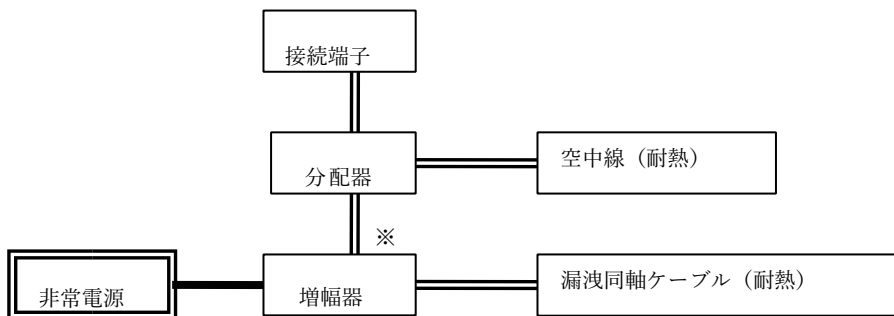 接続端子
分配器
空中線（耐熱）
※
非常電源
増幅器
漏洩同軸ケーブル（耐熱）